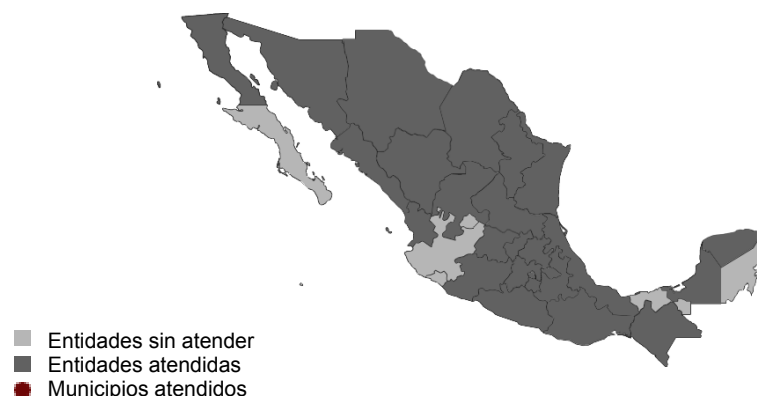 Entidades sin atender
Entidades atendidas
Municipios atendidos